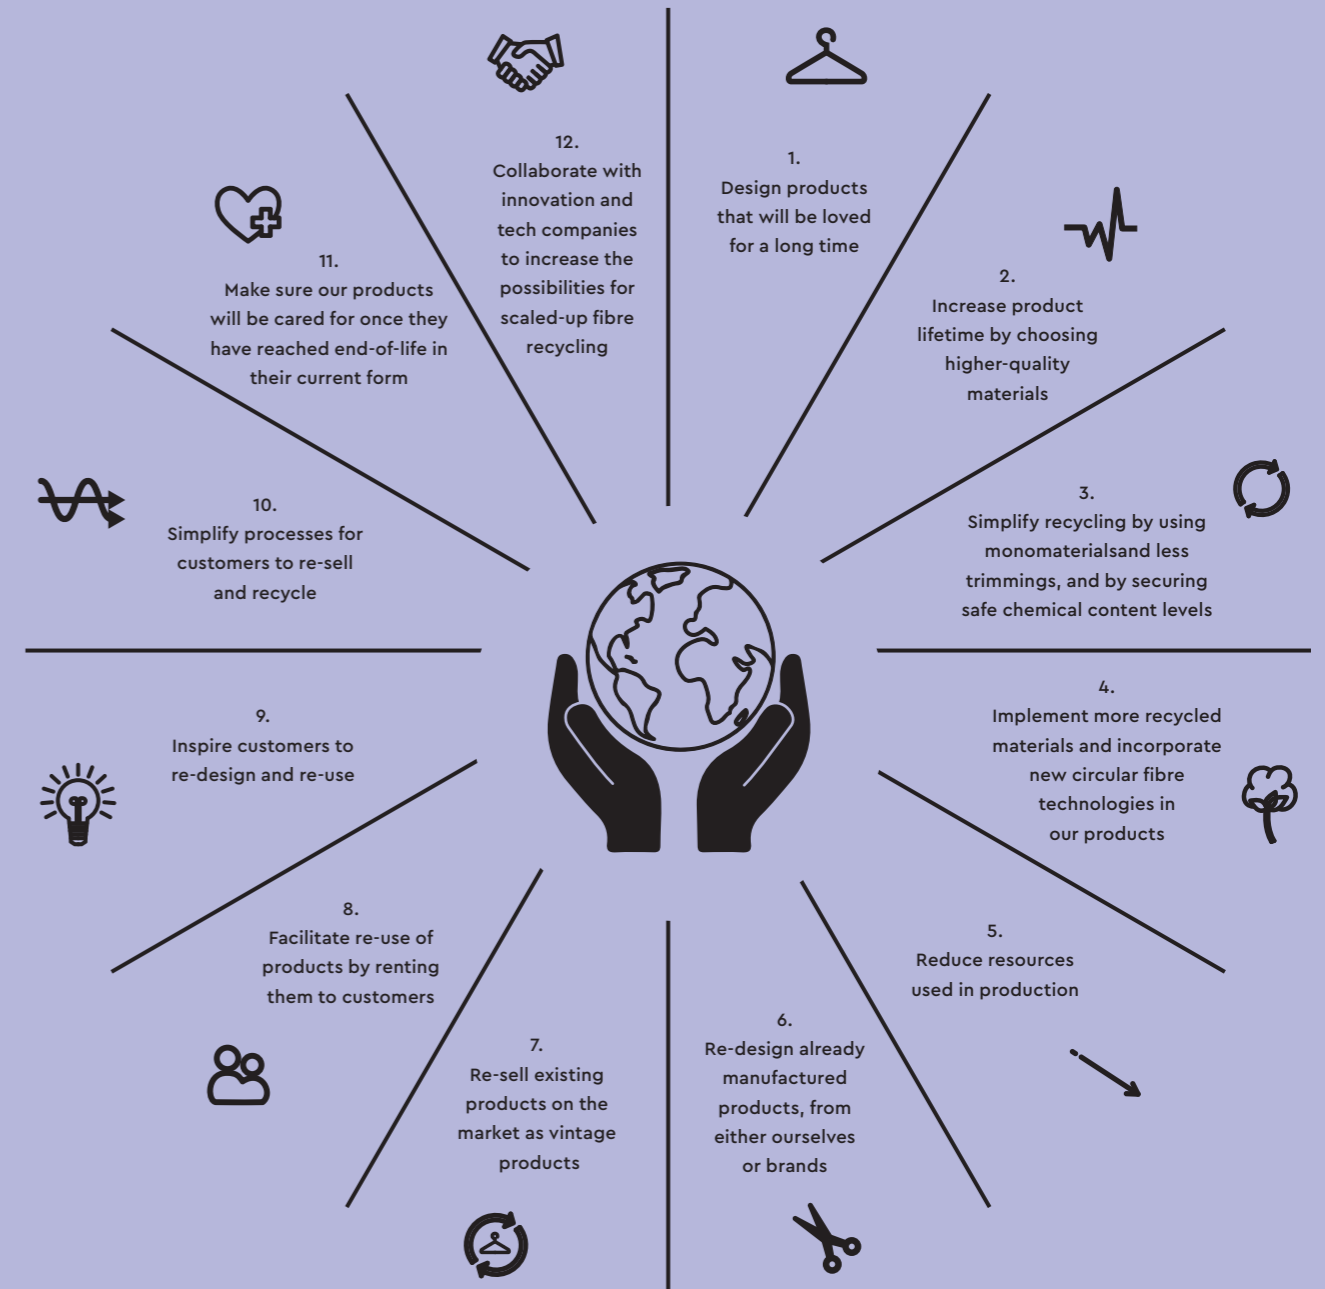 1.
Design products
that will be loved
for a long time
2.
Increase product
lifetime by choosing
higher-quality
materials
3.
Simplify recycling by using
monomaterialsand less
trimmings, and by securing
safe chemical content levels
4.
Implement more recycled
materials and incorporate
new circular fibre
technologies in
our products
5.
Reduce resources
used in production
6.
Re-design already
manufactured
products, from
either ourselves
or brands
7.
Re-sell existing
products on the
market as vintage
products
8.
Facilitate re-use of
products by renting
them to customers
9.
Inspire customers to
re-design and re-use
10.
Simplify processes for
customers to re-sell
and recycle
11.
Make sure our products
will be cared for once they
have reached end-of-life in
their current form
12.
Collaborate with
innovation and
tech companies
to increase the
possibilities for
scaled-up fibre
recycling